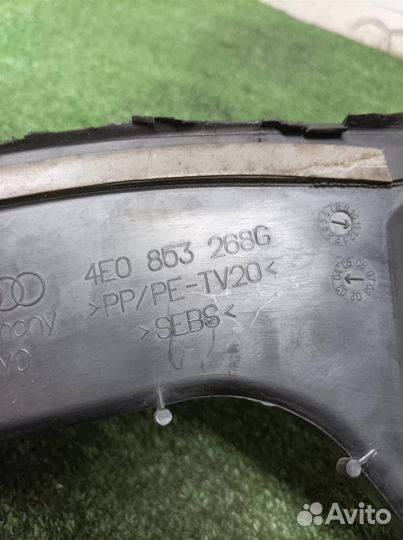 4E0 853 268G
>PP/PE-TV20<
>SEBS<
Avito